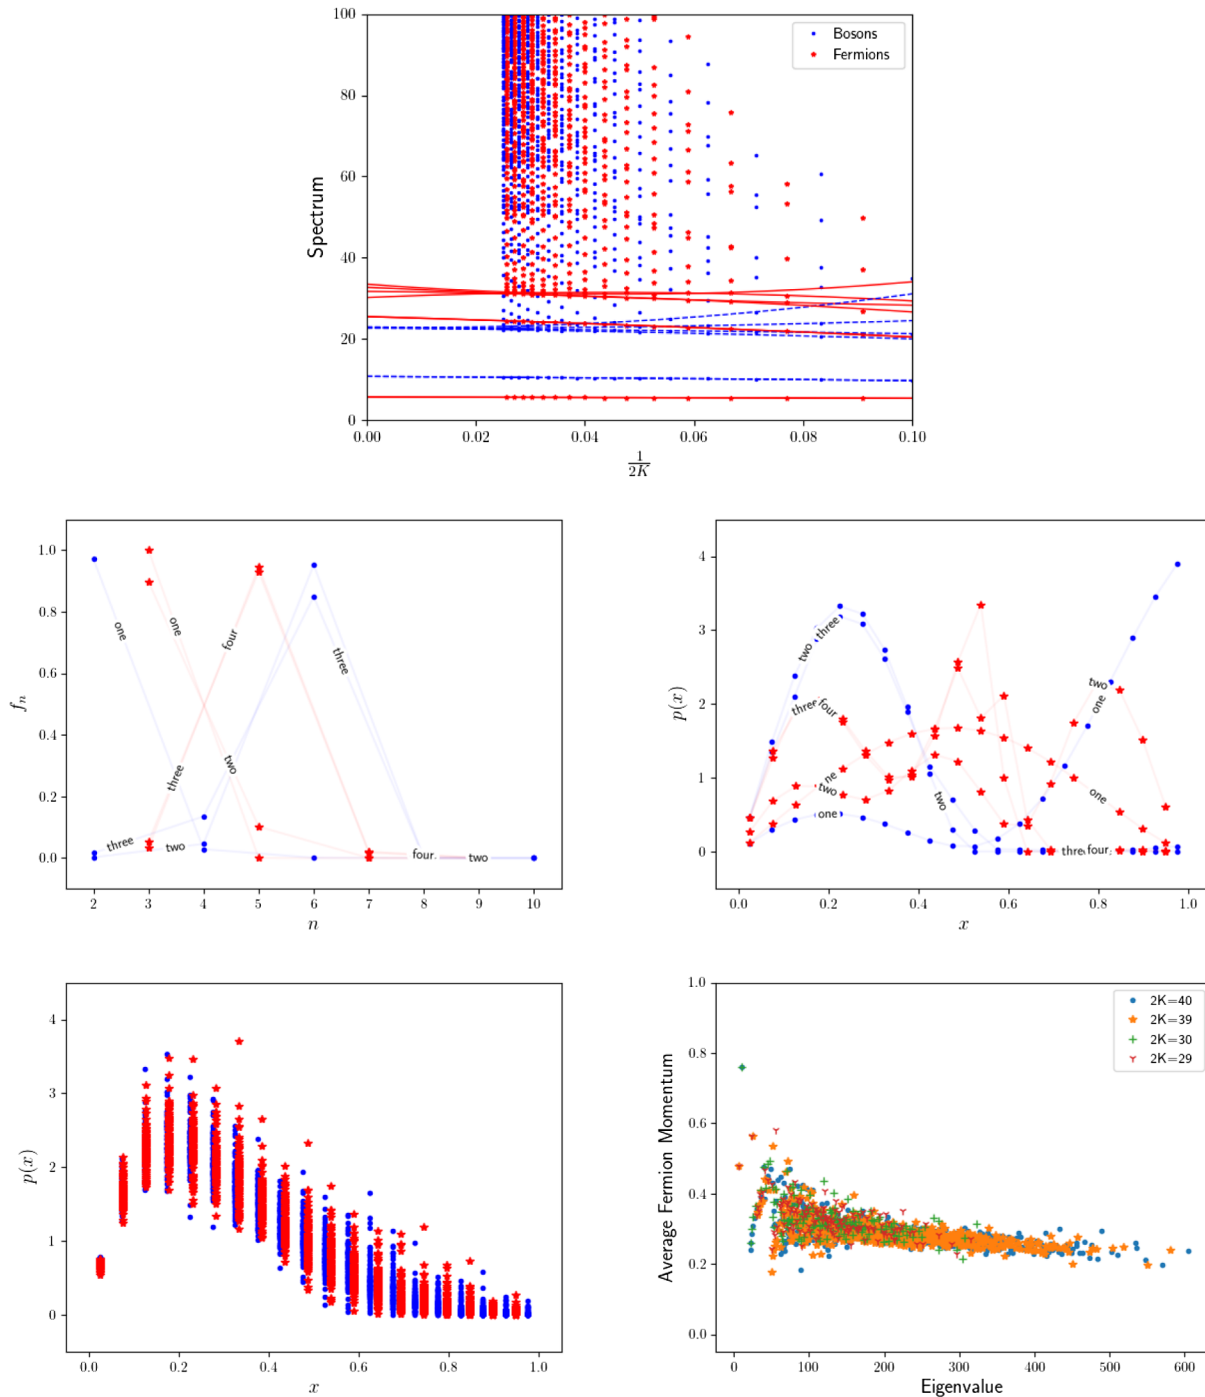 100
80
60
40
20
0
Spectrum
Bosons
Fermions
0.00
0.02
0.04
0.06
0.08
0.10
1
2K
1.0
0.8
0.6
0.4
0.2
0.0
f_n
one
one
four
three
two
three
three
two
four
two
2
3
4
5
6
7
8
9
10
n
4
3
2
1
0
p(x)
two
three
three
four
two
one
ne
two
one
two
one
three
four
0.0
0.2
0.4
0.6
0.8
1.0
x
4
3
2
1
0
p(x)
0.0
0.2
0.4
0.6
0.8
1.0
x
1.0
0.8
0.6
0.4
0.2
0.0
Average Fermion Momentum
2K=40
2K=39
2K=30
2K=29
0
100
200
300
400
500
600
Eigenvalue